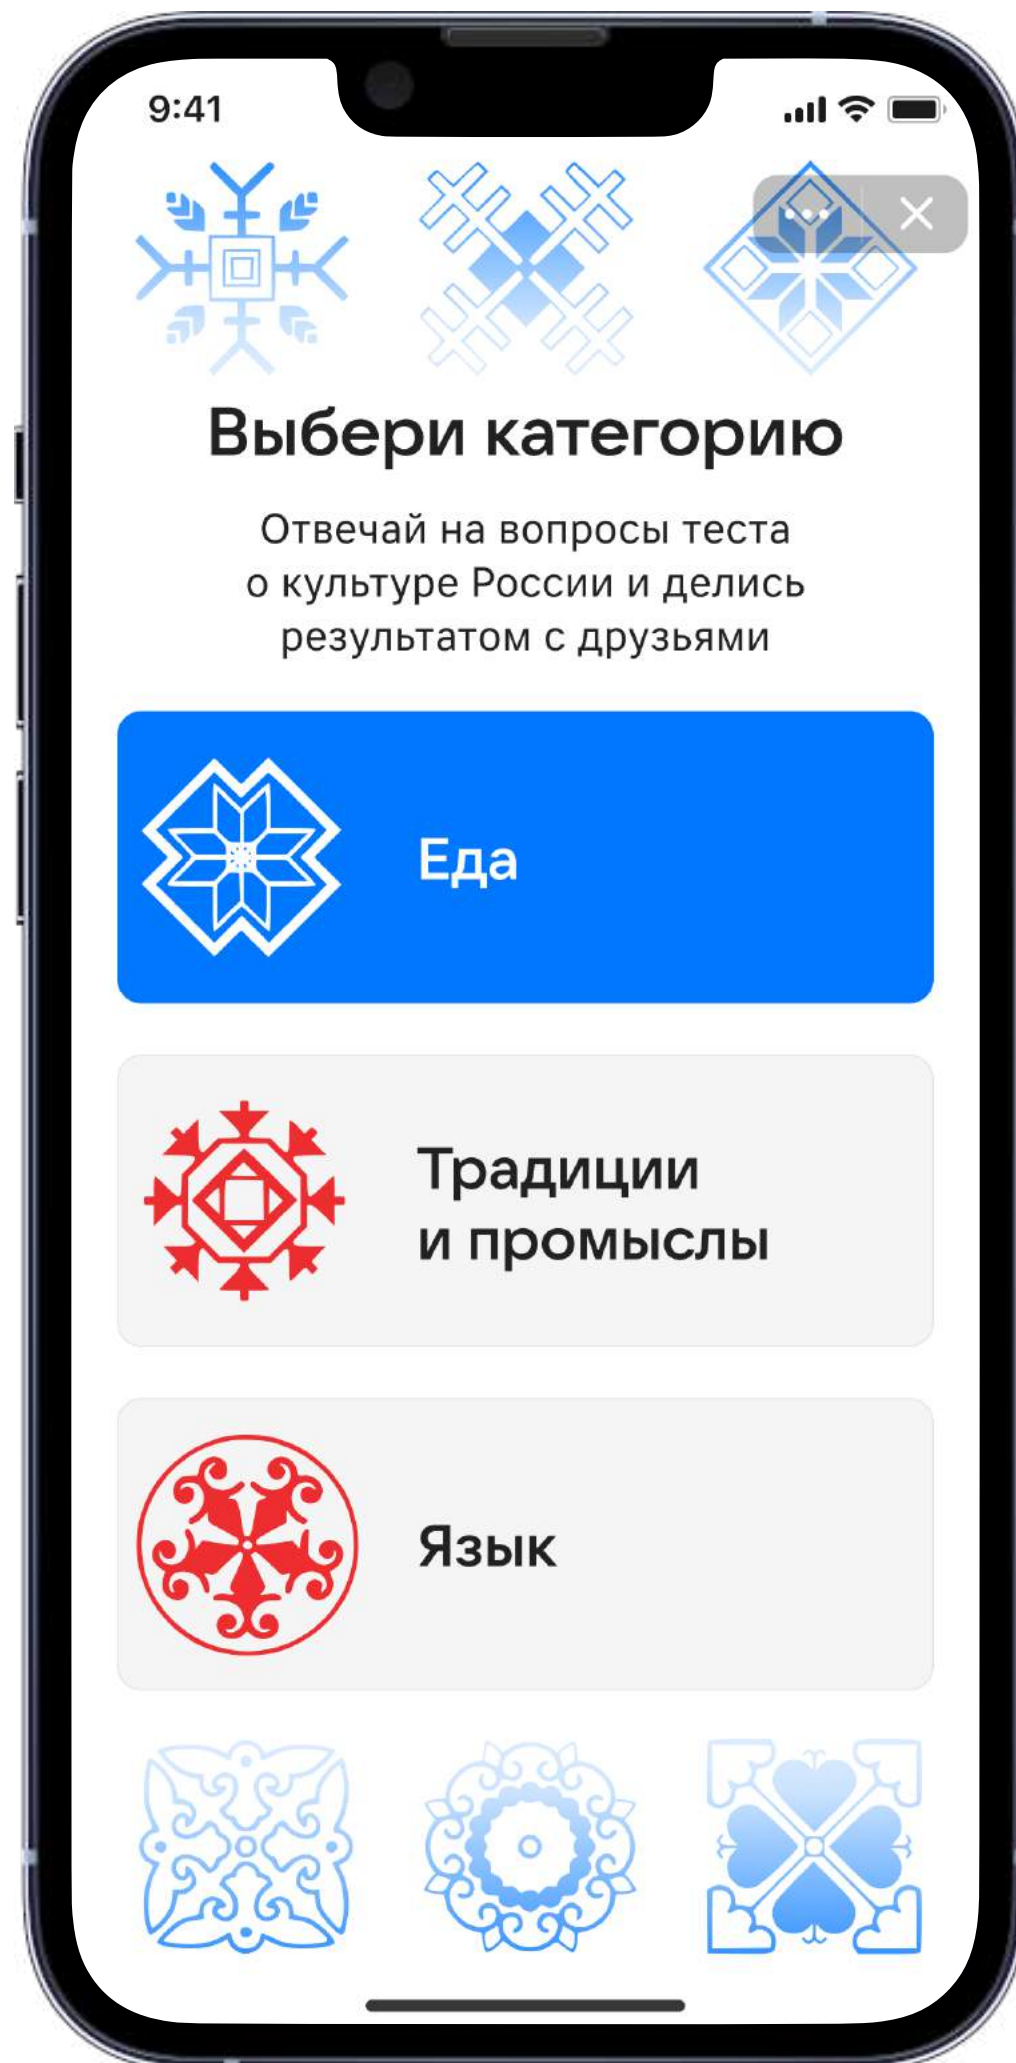 9:41
Выбери категорию
Отвечай на вопросы теста
о культуре России и делись
результатом с друзьями
Еда
Традиции
и промыслы
Язык